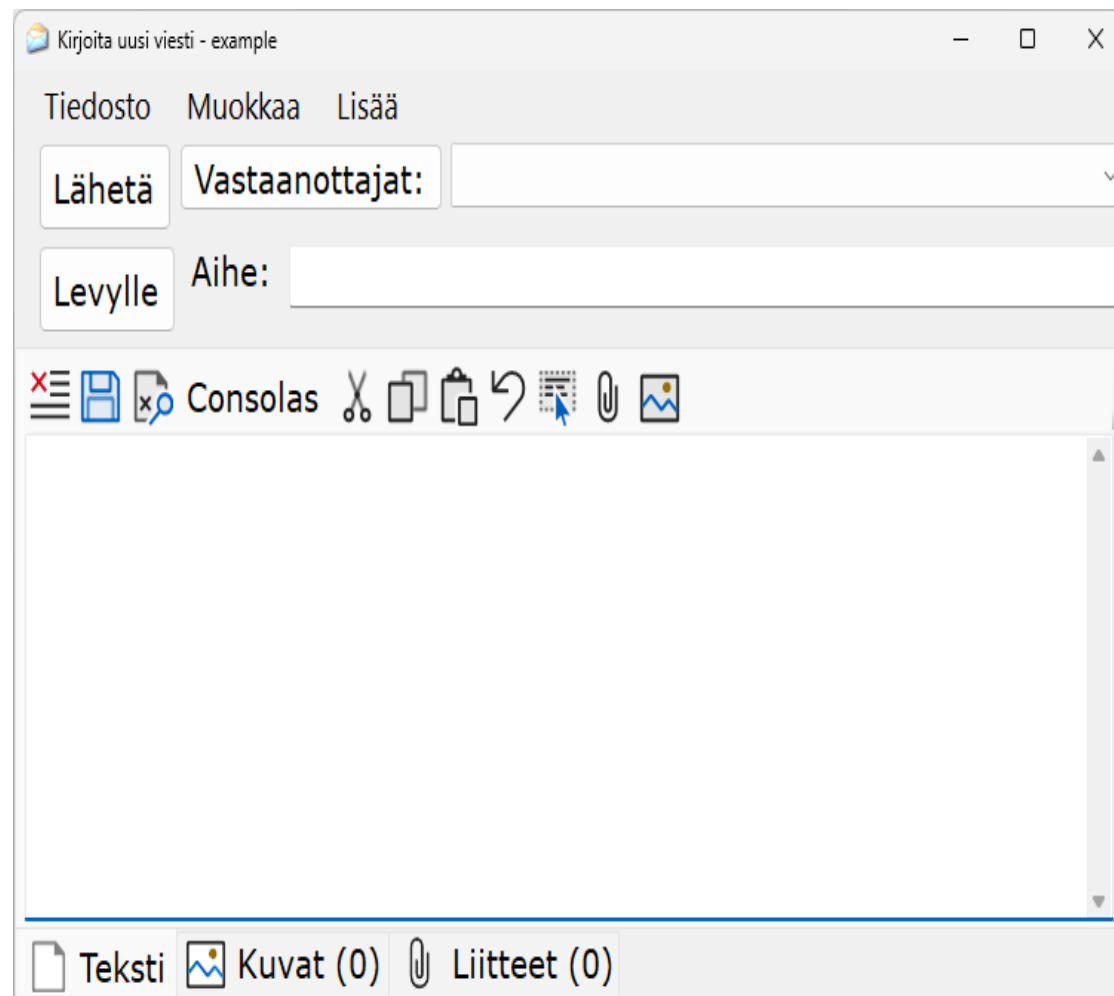 Kirjoita uusi viesti - example
Tiedosto Muokkaa Lisää
Lähetä Vastaanottajat:
Levylle Aihe:
Consolas
Teksti Kuvat (0) Liitteet (0)